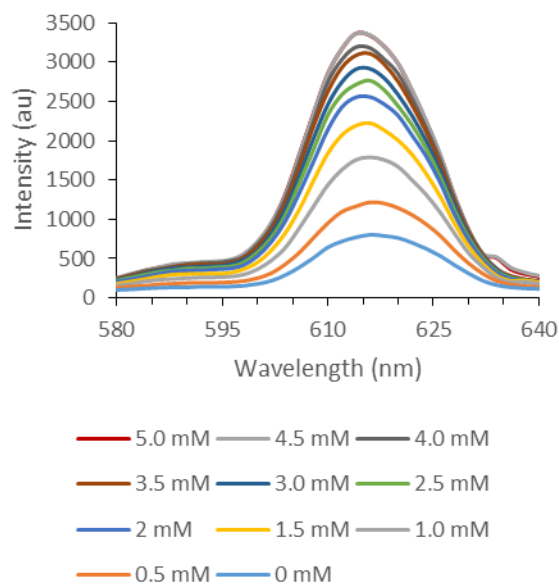 3500
3000
2500
2000
1500
1000
500
0
Intensity (au)
580 595 610 625 640
Wavelength (nm)
5.0 mM 4.5 mM 4.0 mM
3.5 mM 3.0 mM 2.5 mM
2 mM 1.5 mM 1.0 mM
0.5 mM 0 mM